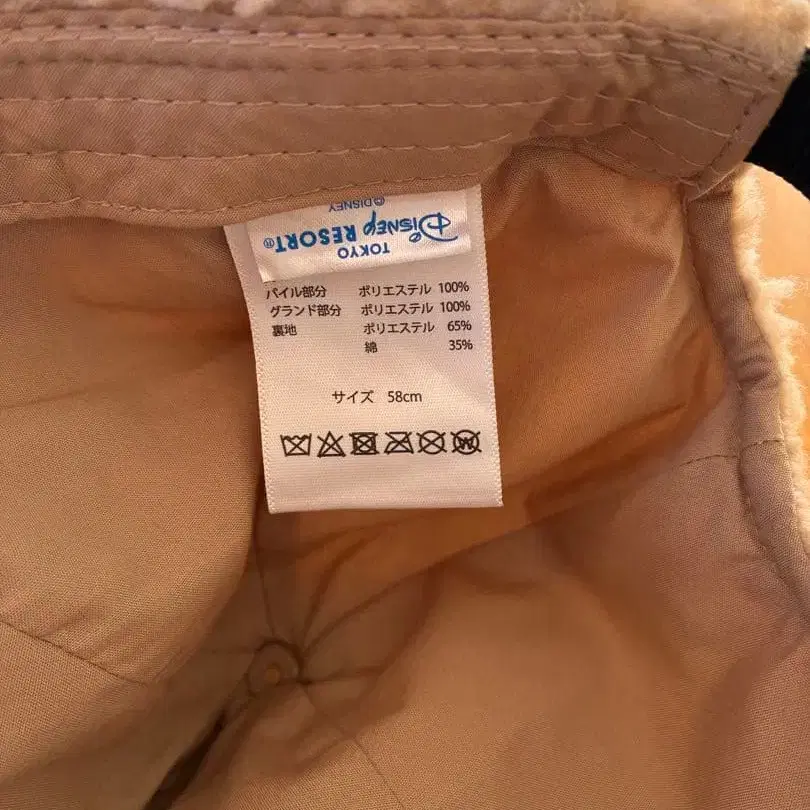 TOKYO
Disney RESORT®
©DISNEY
パイル部分 ポリエステル 100%
グランド部分 ポリエステル 100%
裏地 ポリエステル 65%
綿 35%
サイズ 58cm